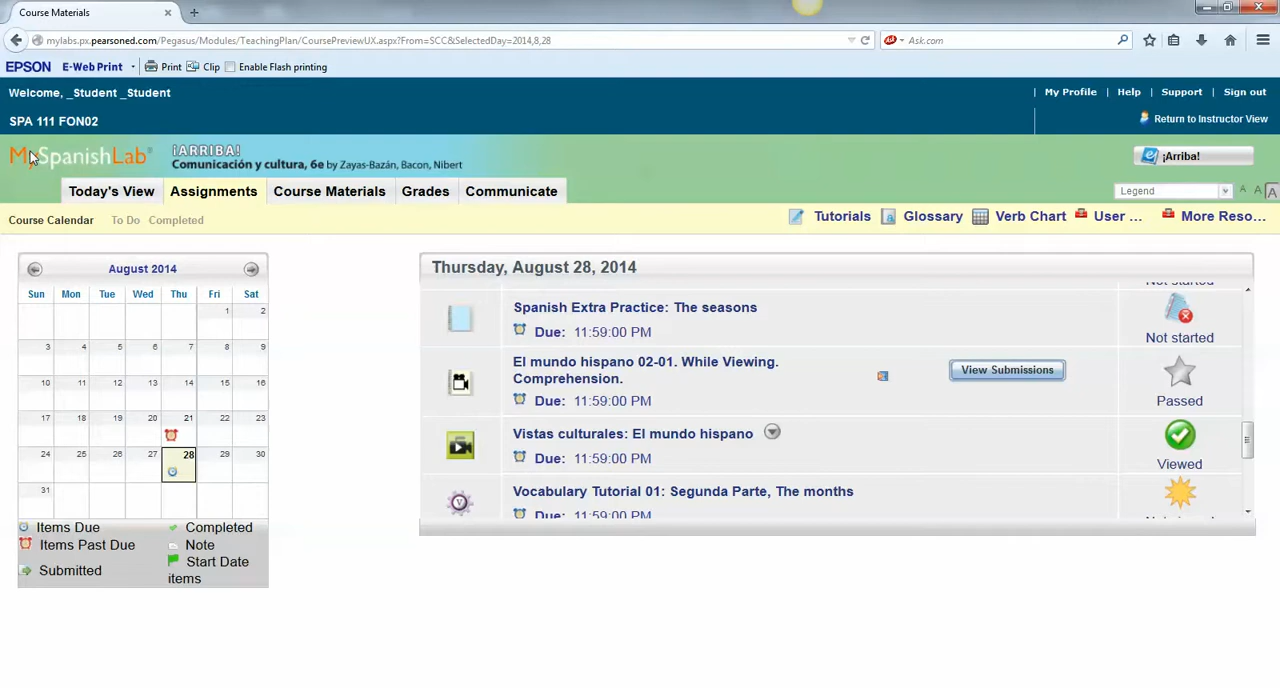 Course Materials
mylabs.px.pearsoned.com/Pegasus/Modules/TeachingPlan/CoursePreviewUX.aspx?From=SCC&SelectedDay=2014,8,28
Ask Ask.com
EPSON E-Web Print Print Clip Enable Flash printing
Welcome, _Student _Student
My Profile | Help | Support | Sign out
SPA 111 FON02
Return to Instructor View
MySpanishLab
¡ARRIBA!
Comunicación y cultura, 6e by Zayas-Bazán, Bacon, Nibert
¡Arriba!
Today's View Assignments Course Materials Grades Communicate
Legend A A A
Course Calendar To Do Completed
Tutorials Glossary Verb Chart User ... More Reso...
August 2014
Sun Mon Tue Wed Thu Fri Sat
1 2
3 4 5 6 7 8 9
10 11 12 13 14 15 16
17 18 19 20 21 22 23
24 25 26 27 28 29 30
31
Items Due Completed
Items Past Due Note
Submitted Start Date
items
Thursday, August 28, 2014
Spanish Extra Practice: The seasons
Due: 11:59:00 PM
Not started
El mundo hispano 02-01. While Viewing.
Comprehension.
Due: 11:59:00 PM
View Submissions
Passed
Vistas culturales: El mundo hispano
Due: 11:59:00 PM
Viewed
Vocabulary Tutorial 01: Segunda Parte, The months
Due: 11:59:00 PM